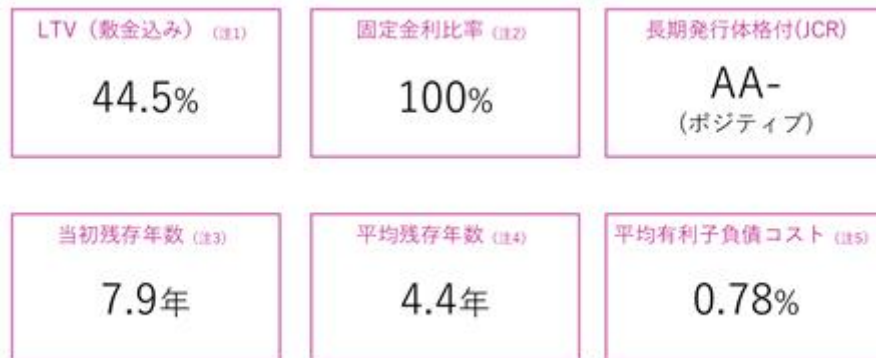 LTV（敷金込み）（注1） 固定金利比率（注2） 長期発行体格付(JCR)
44.5% 100% AA-
(ポジティブ)
当初残存年数（注3） 平均残存年数（注4） 平均有利子負債コスト（注5）
7.9年 4.4年 0.78%